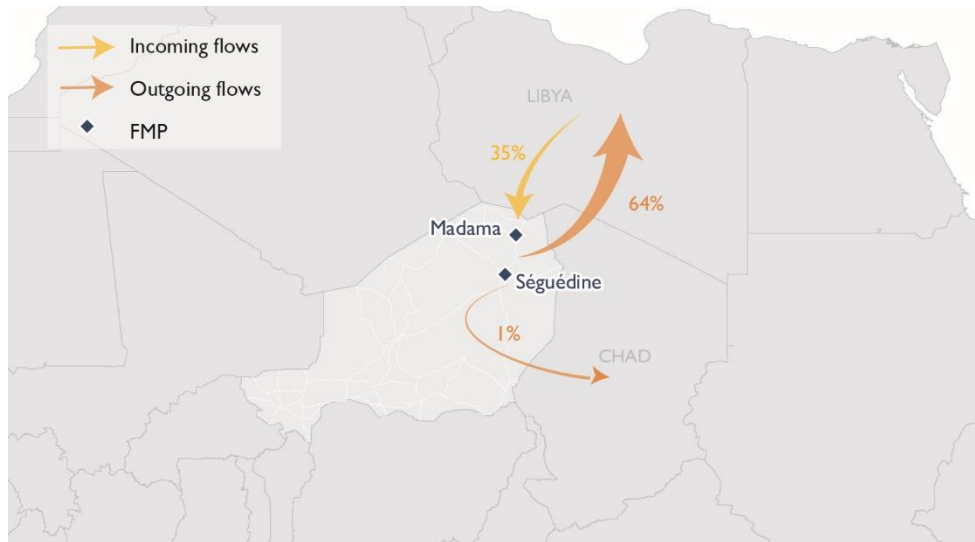 Incoming flows
Outgoing flows
FMP
LIBYA
35%
64%
Madama
Séguédine
1%
CHAD